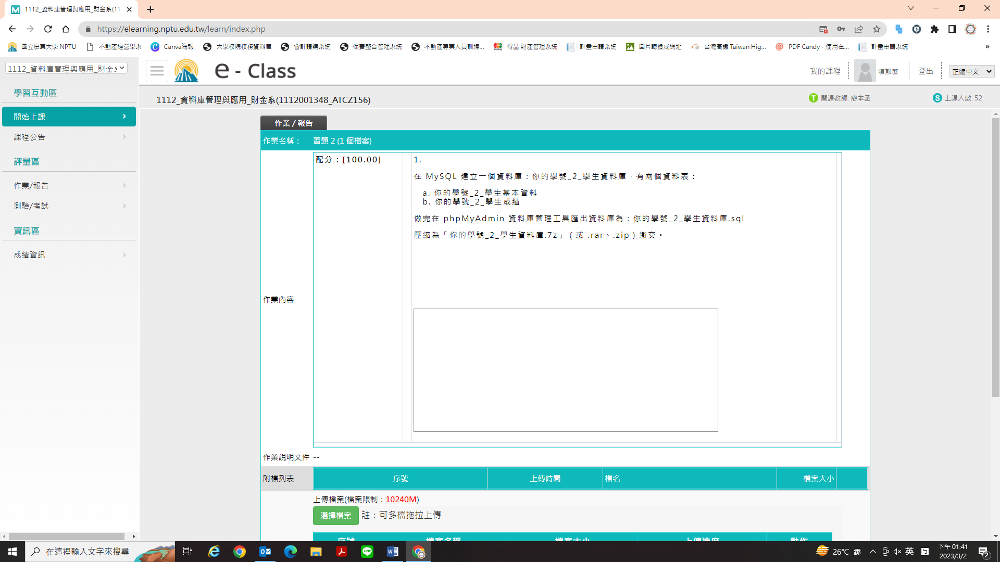 1112_資料庫管理與應用_財金系(11
https://elearning.nptu.edu.tw/learn/index.php
國立屏東大學 NPTU
不動產經營學系
Canva海報
大學校院校務資料庫
會計請購系統
保費整合管理系統
不動產專業人員訓練...
得晶 財產管理系統
計畫申請系統
圖片轉換成網址
台灣高鐵 Taiwan Hig...
PDF Candy - 使用在...
計畫申請系統
»
1112_資料庫管理與應用_財金系
e - Class
我的課程
陳郁潔
登出
正體中文
學習互動區
開始上課
課程公告
評量區
作業/報告
測驗/考試
資訊區
成績資訊
1112_資料庫管理與應用_財金系(1112001348_ATCZ156)
T 開課教師: 廖本丞
S 上課人數: 52
作業 / 報告
作業名稱： 習題 2 (1 個檔案)
作業內容
配分：[100.00]
1.
在 MySQL 建立一個資料庫：你的學號_2_學生資料庫，有兩個資料表：
a. 你的學號_2_學生基本資料
b. 你的學號_2_學生成績
做完在 phpMyAdmin 資料庫管理工具匯出資料庫為：你的學號_2_學生資料庫.sql
壓縮為「你的學號_2_學生資料庫.7z」（或 .rar、.zip）繳交。
作業說明文件 --
附檔列表 序號 上傳時間 檔名 檔案大小
上傳檔案(檔案限制：10240M)
選擇檔案 註：可多檔拖拉上傳
序號 檔案名稱 檔案大小 上傳進度 動作
在這裡輸入文字來搜尋
26°C
英
下午 01:41
2023/3/2
2